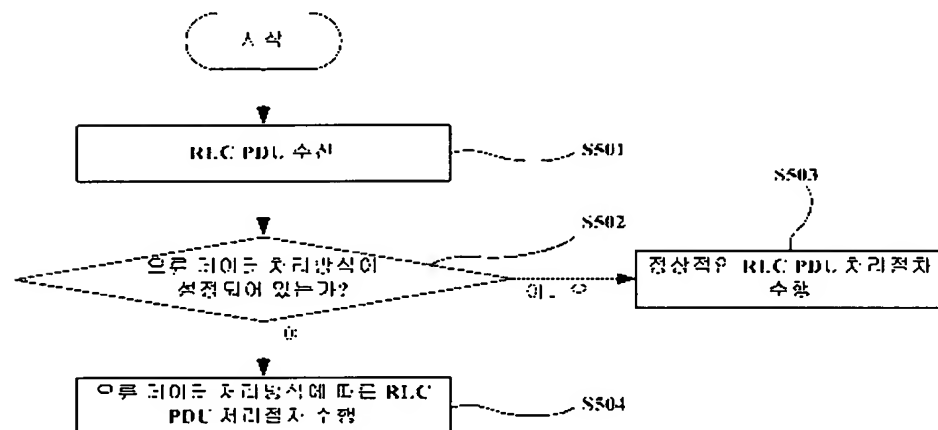 시작
RLC PDU 수신
S501
S503
S502
오류 데이터 처리방식이
설정되어 있는가?
아니오
정상적인 RLC PDU 처리절차
수행
예
오류 데이터 처리방식에 따른 RLC
PDU 처리절차 수행
S504